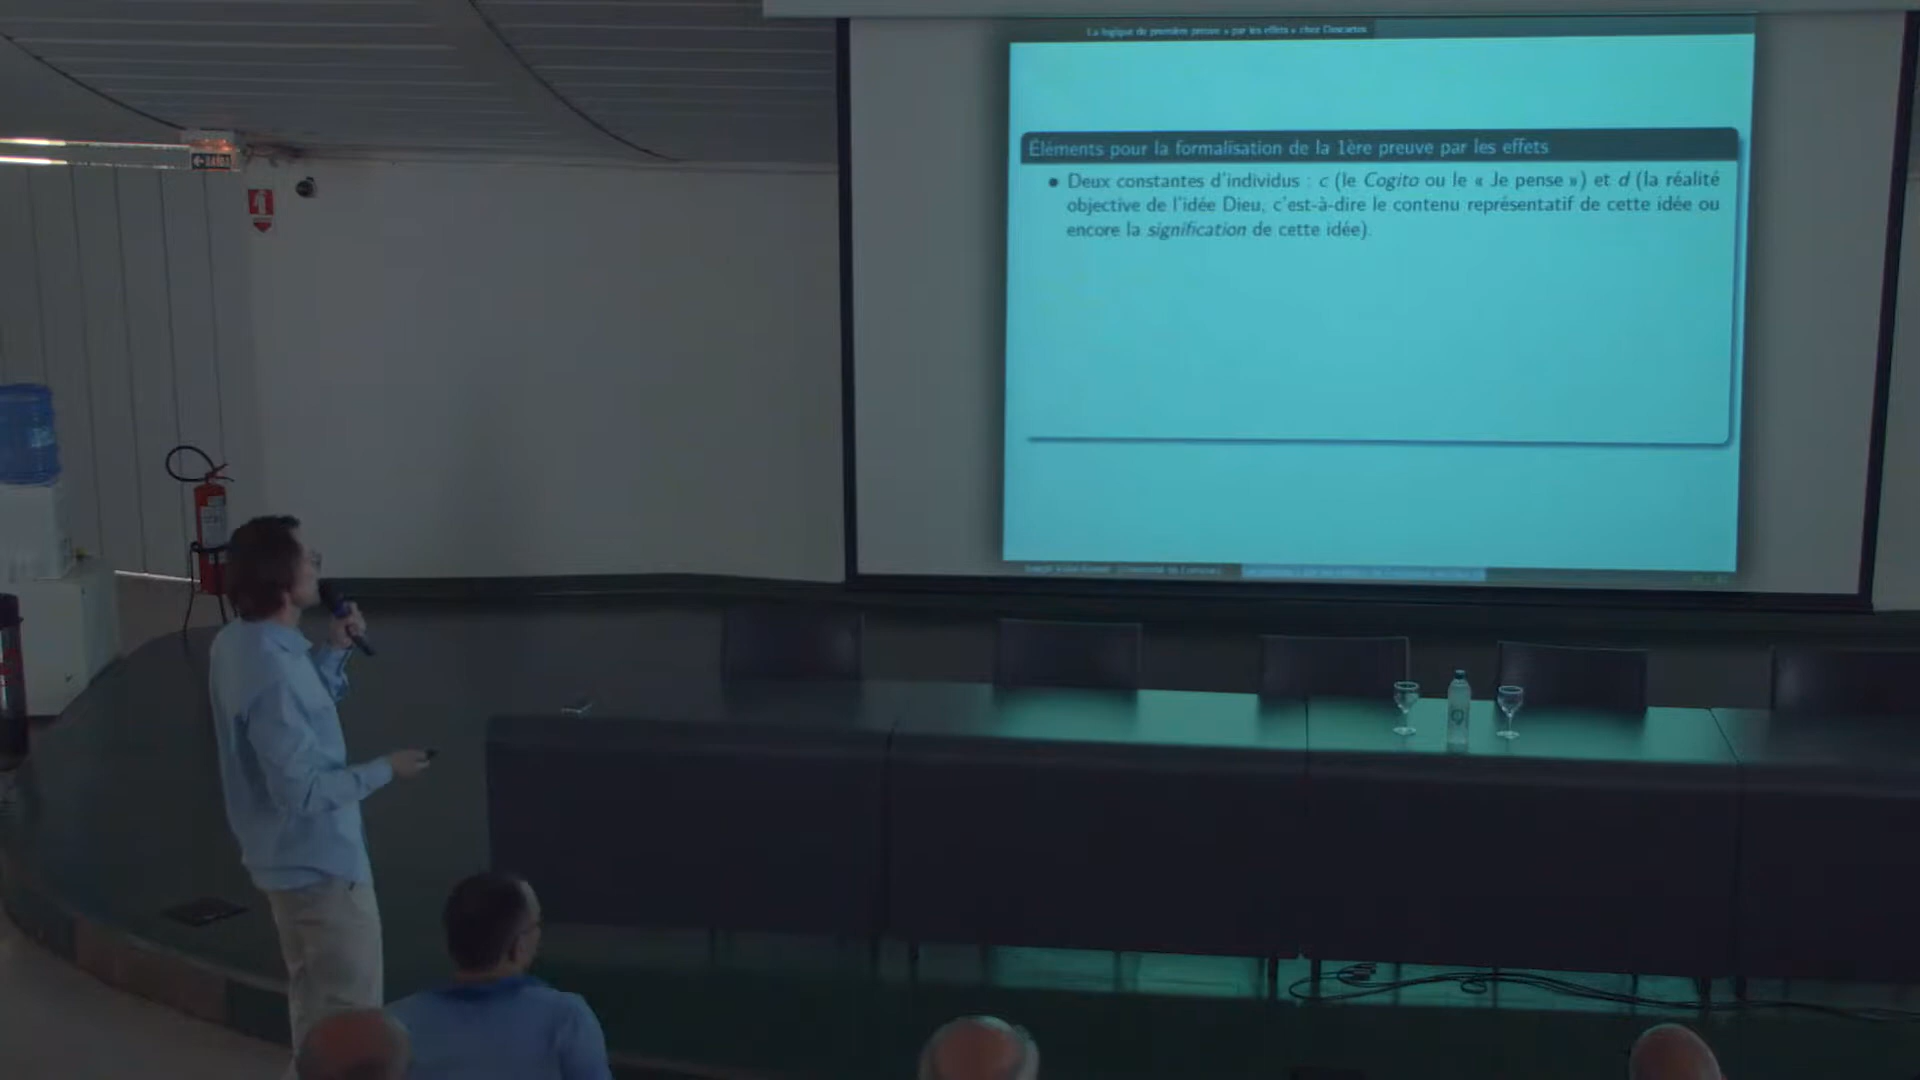 La logique de première preuve « par les effets » chez Descartes
Éléments pour la formalisation de la 1ère preuve par les effets
• Deux constantes d'individus : c (le Cogito ou le « Je pense ») et d (la réalité
objective de l'idée Dieu, c'est-à-dire le contenu représentatif de cette idée ou
encore la signification de cette idée).